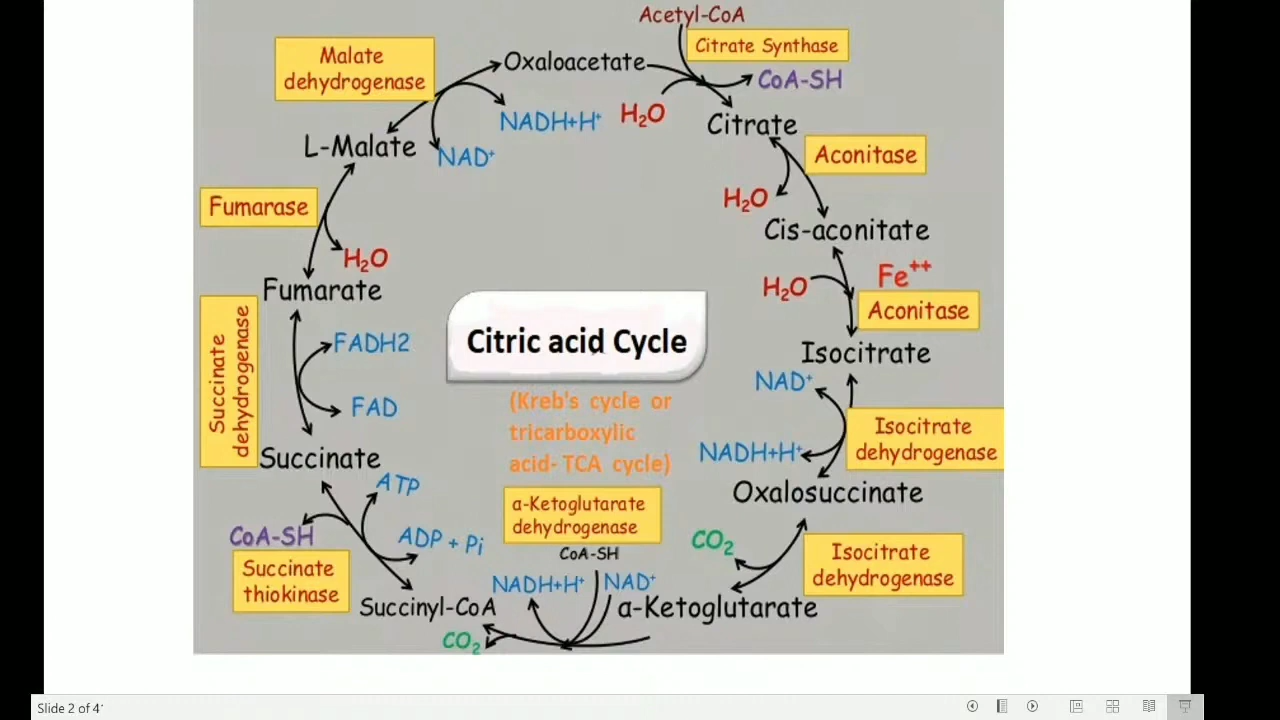 Acetyl-CoA
Citrate Synthase
CoA-SH
Oxaloacetate
H₂O
Citrate
Malate
dehydrogenase
NADH+H⁺
NAD⁺
L-Malate
Aconitase
H₂O
Cis-aconitate
Fumarase
H₂O
Fumarate
H₂O
Fe⁺⁺
Aconitase
Isocitrate
Citric acid Cycle
(Kreb's cycle or
tricarboxylic
acid- TCA cycle)
Succinate
dehydrogenase
FADH2
FAD
Succinate
NAD⁺
NADH+H⁺
Isocitrate
dehydrogenase
Oxalosuccinate
CO₂
Isocitrate
dehydrogenase
α-Ketoglutarate
α-Ketoglutarate
dehydrogenase
CoA-SH
NADH+H⁺
NAD⁺
CO₂
Succinyl-CoA
ATP
ADP + Pi
CoA-SH
Succinate
thiokinase
Slide 2 of 4